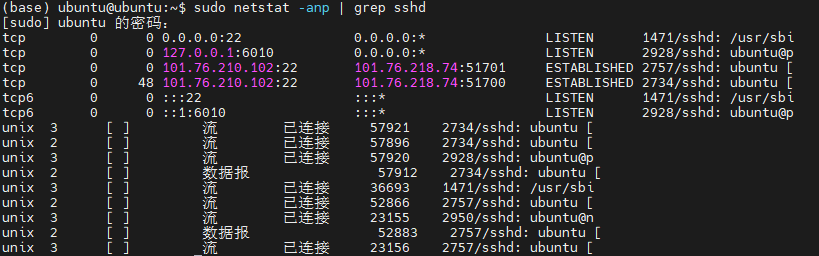 (base) ubuntu@ubuntu:~$ sudo netstat -anp | grep sshd
[sudo] ubuntu 的密码：
tcp 0 0 0.0.0.0:22 0.0.0.0:* LISTEN 1471/sshd: /usr/sbi
tcp 0 0 127.0.0.1:6010 0.0.0.0:* LISTEN 2928/sshd: ubuntu@p
tcp 0 0 101.76.210.102:22 101.76.218.74:51701 ESTABLISHED 2757/sshd: ubuntu [
tcp 0 48 101.76.210.102:22 101.76.218.74:51700 ESTABLISHED 2734/sshd: ubuntu [
tcp6 0 0 :::22 :::* LISTEN 1471/sshd: /usr/sbi
tcp6 0 0 ::1:6010 :::* LISTEN 2928/sshd: ubuntu@p
unix 3 [ ] 流 已连接 57921 2734/sshd: ubuntu [
unix 2 [ ] 流 已连接 57896 2734/sshd: ubuntu [
unix 3 [ ] 流 已连接 57920 2928/sshd: ubuntu@p
unix 2 [ ] 数据报 57912 2734/sshd: ubuntu [
unix 3 [ ] 流 已连接 36693 1471/sshd: /usr/sbi
unix 2 [ ] 流 已连接 52866 2757/sshd: ubuntu [
unix 3 [ ] 流 已连接 23155 2950/sshd: ubuntu@n
unix 2 [ ] 数据报 52883 2757/sshd: ubuntu [
unix 3 [ ] 流 已连接 23156 2757/sshd: ubuntu [